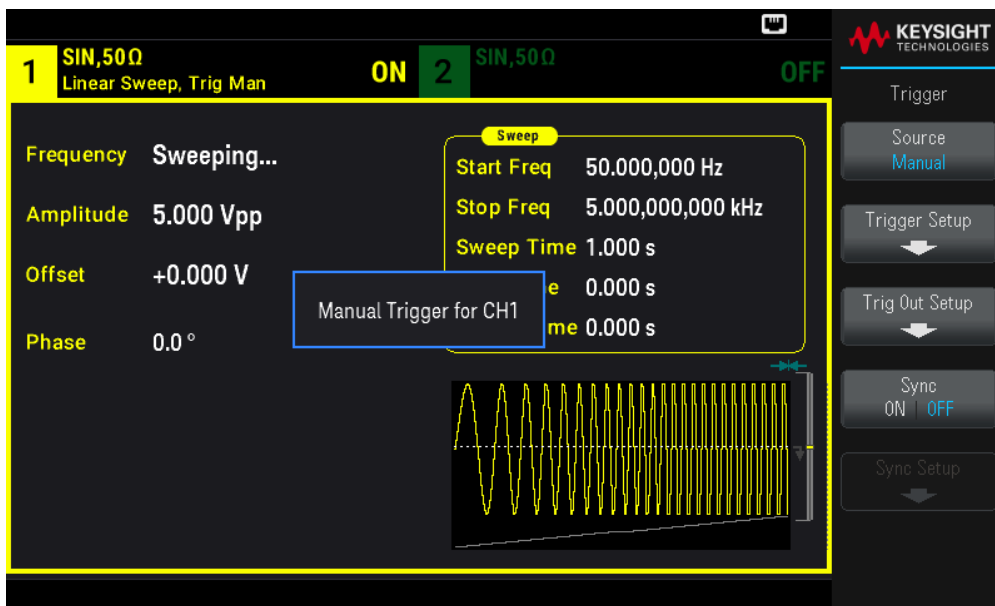 KEYSIGHT
TECHNOLOGIES
1 SIN,50Ω
Linear Sweep, Trig Man
ON
2 SIN,50Ω
OFF
Frequency Sweeping...
Amplitude 5.000 Vpp
Offset +0.000 V
Phase 0.0 °
Sweep
Start Freq 50.000,000 Hz
Stop Freq 5.000,000,000 kHz
Sweep Time 1.000 s
e 0.000 s
me 0.000 s
Manual Trigger for CH1
Trigger
Source
Manual
Trigger Setup
Trig Out Setup
Sync
ON | OFF
Sync Setup